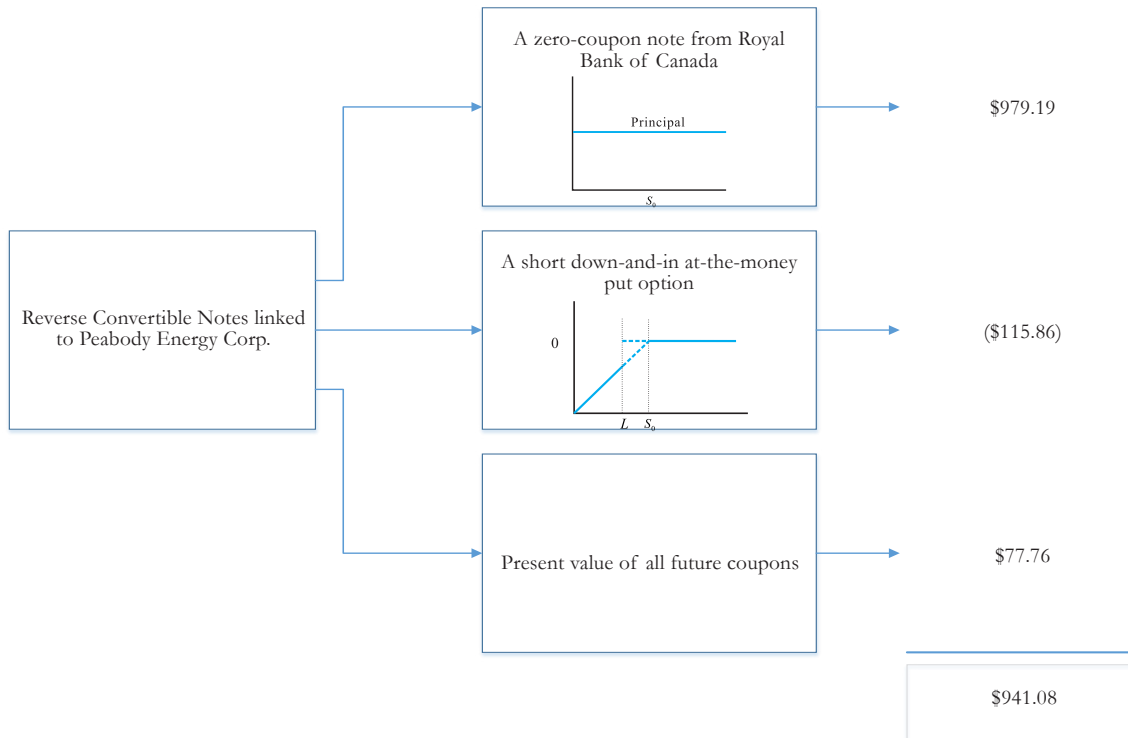 A zero-coupon note from Royal
Bank of Canada
Principal
S₀
$979.19
Reverse Convertible Notes linked
to Peabody Energy Corp.
A short down-and-in at-the-money
put option
0
L S₀
($115.86)
Present value of all future coupons
$77.76
$941.08